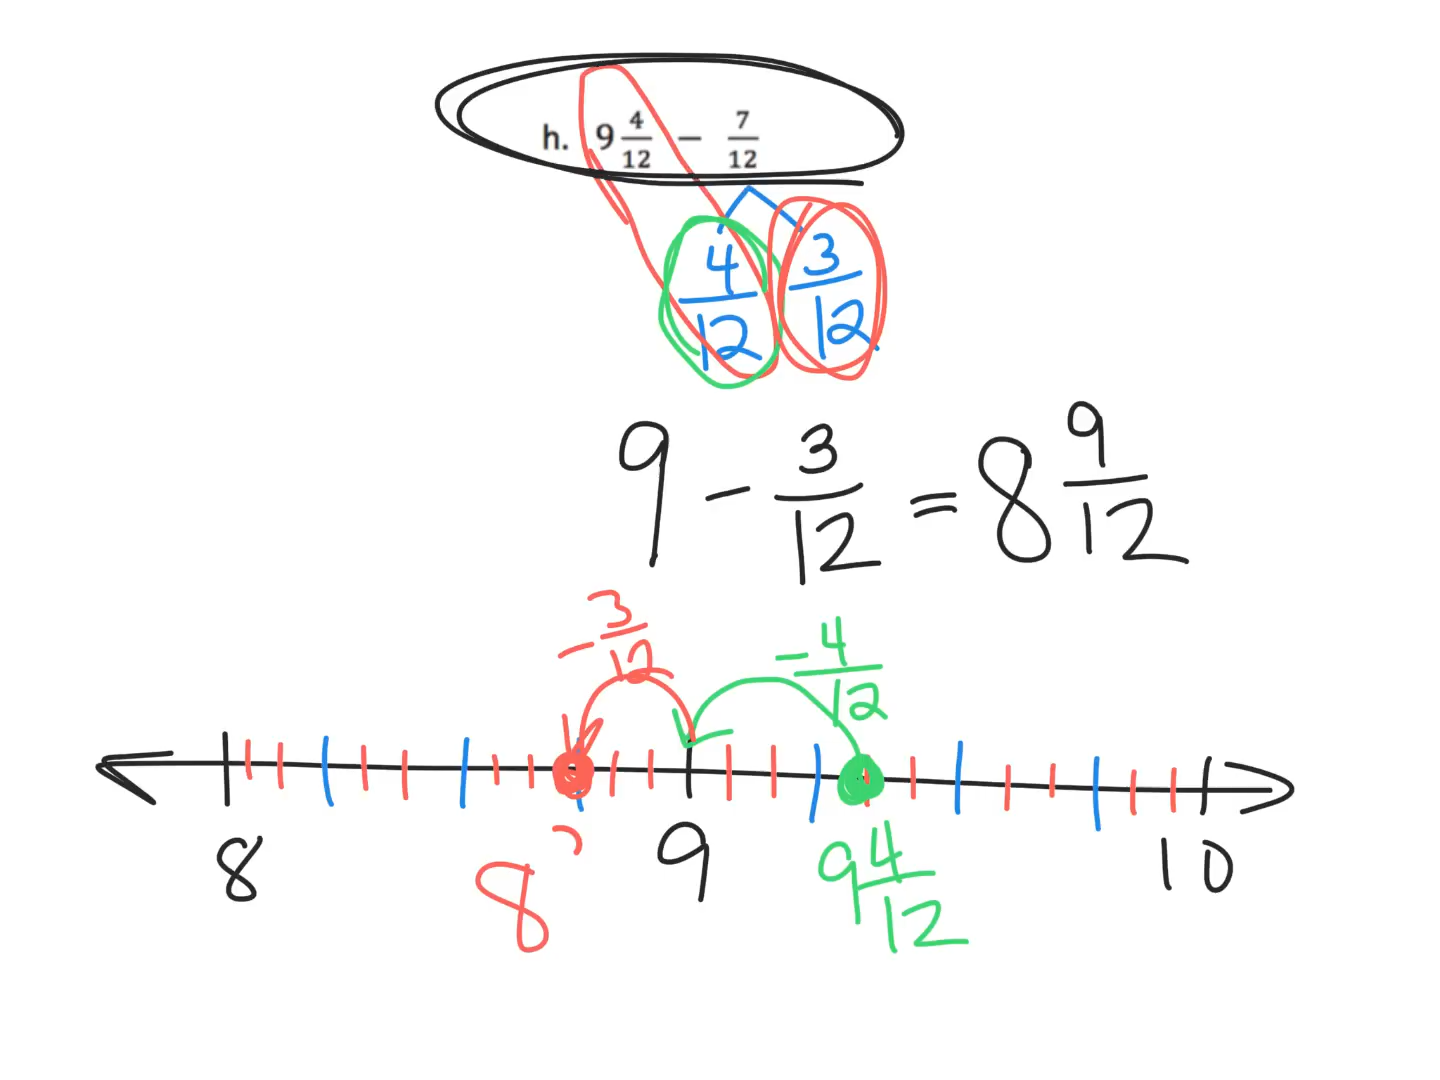 h. 9 4/12 − 7/12
4/12 3/12
9 - 3/12 = 8 9/12
-3/12 -4/12
8 8 9 9 4/12 10